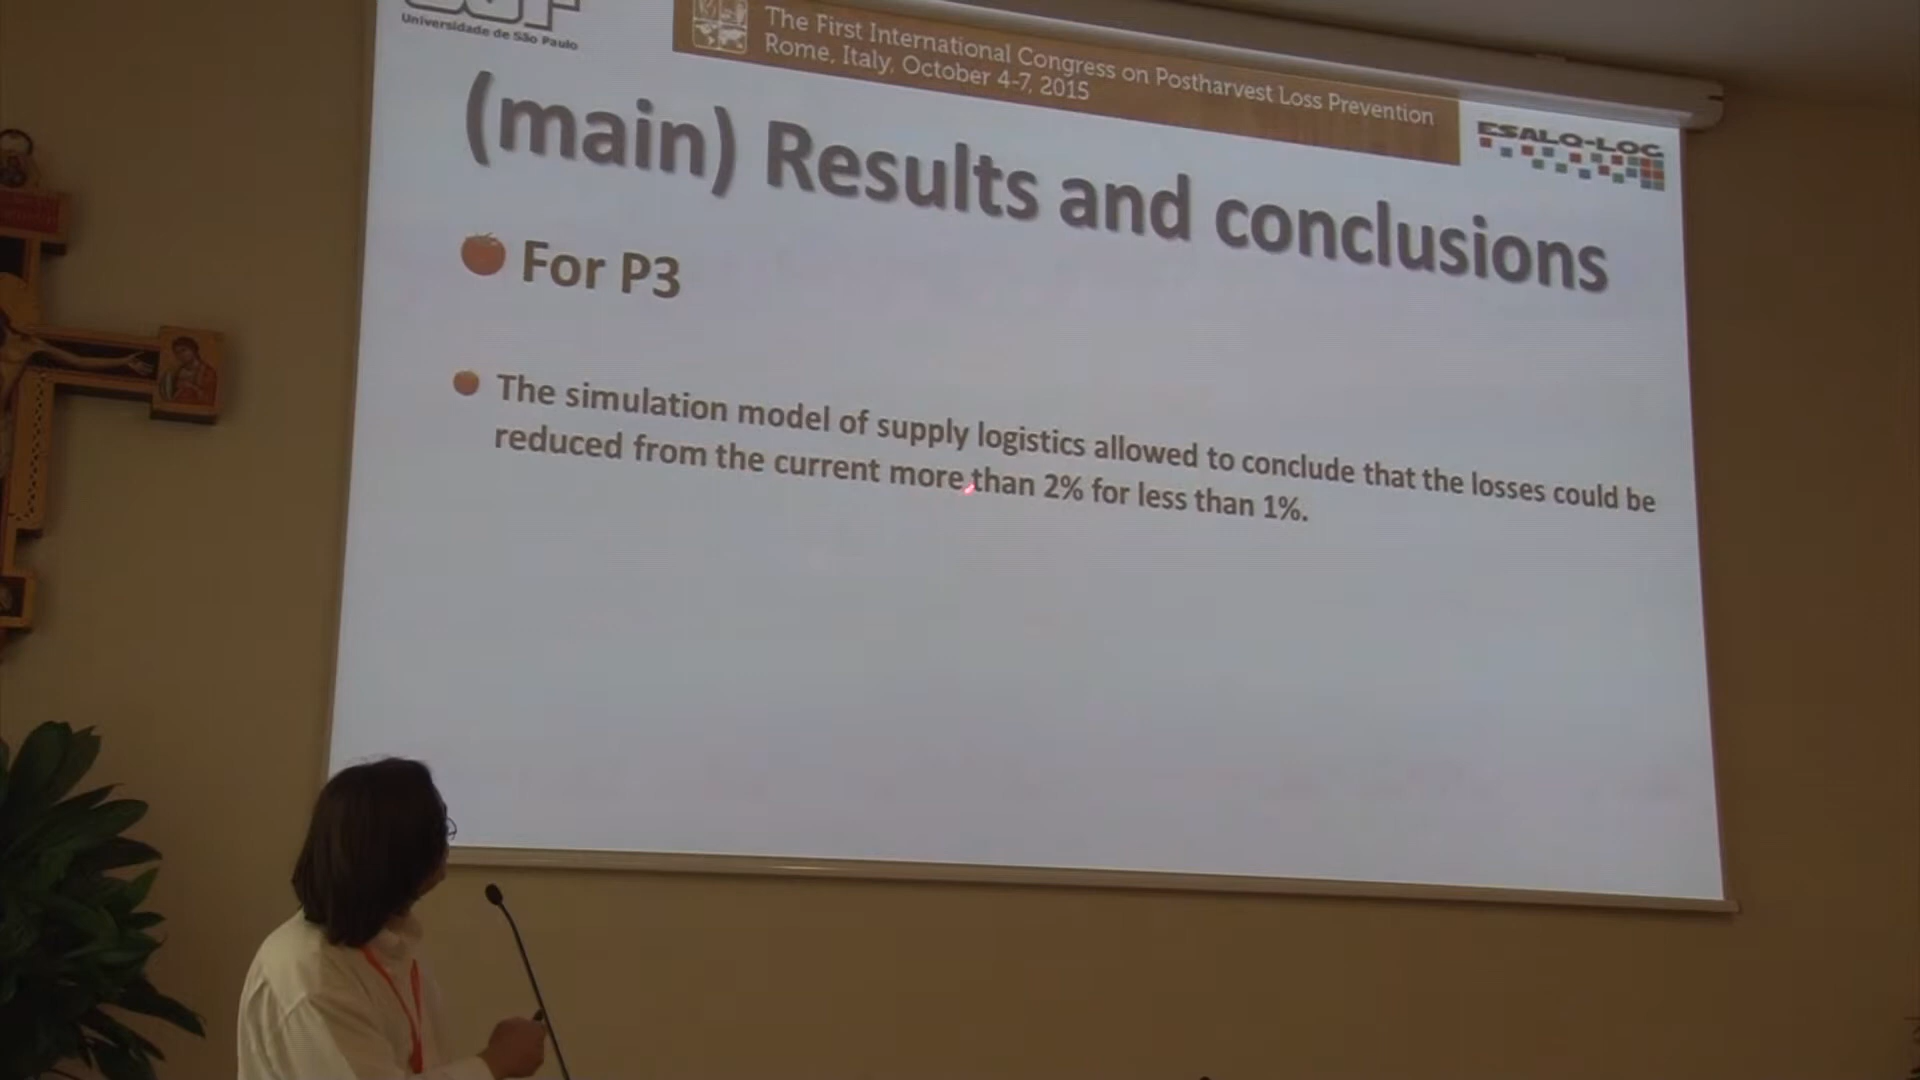 Universidade de São Paulo
The First International Congress on Postharvest Loss Prevention
Rome, Italy, October 4-7, 2015
ESALQ-LOG
(main) Results and conclusions
For P3
The simulation model of supply logistics allowed to conclude that the losses could be
reduced from the current more than 2% for less than 1%.